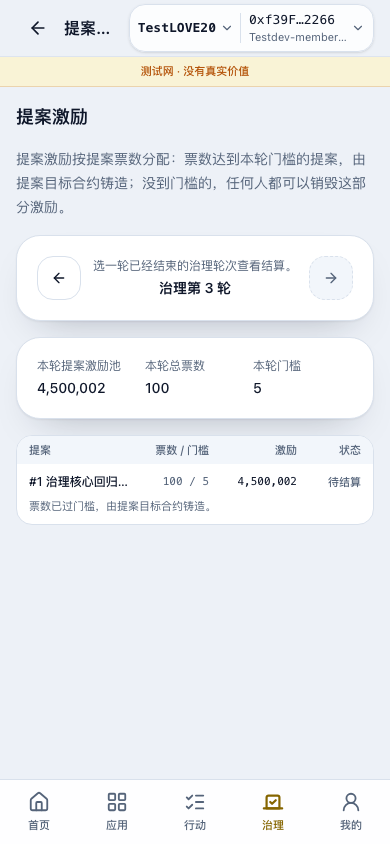 提案...
TestLOVE20
0xf39F…2266
Testdev-member...
测试网 · 没有真实价值
提案激励
提案激励按提案票数分配：票数达到本轮门槛的提案，由
提案目标合约铸造；没到门槛的，任何人都可以销毁这部
分激励。
选一轮已经结束的治理轮次查看结算。
治理第 3 轮
本轮提案激励池 本轮总票数 本轮门槛
4,500,002 100 5
提案 票数 / 门槛 激励 状态
#1 治理核心回归... 100 / 5 4,500,002 待结算
票数已过门槛，由提案目标合约铸造。
首页 应用 行动 治理 我的